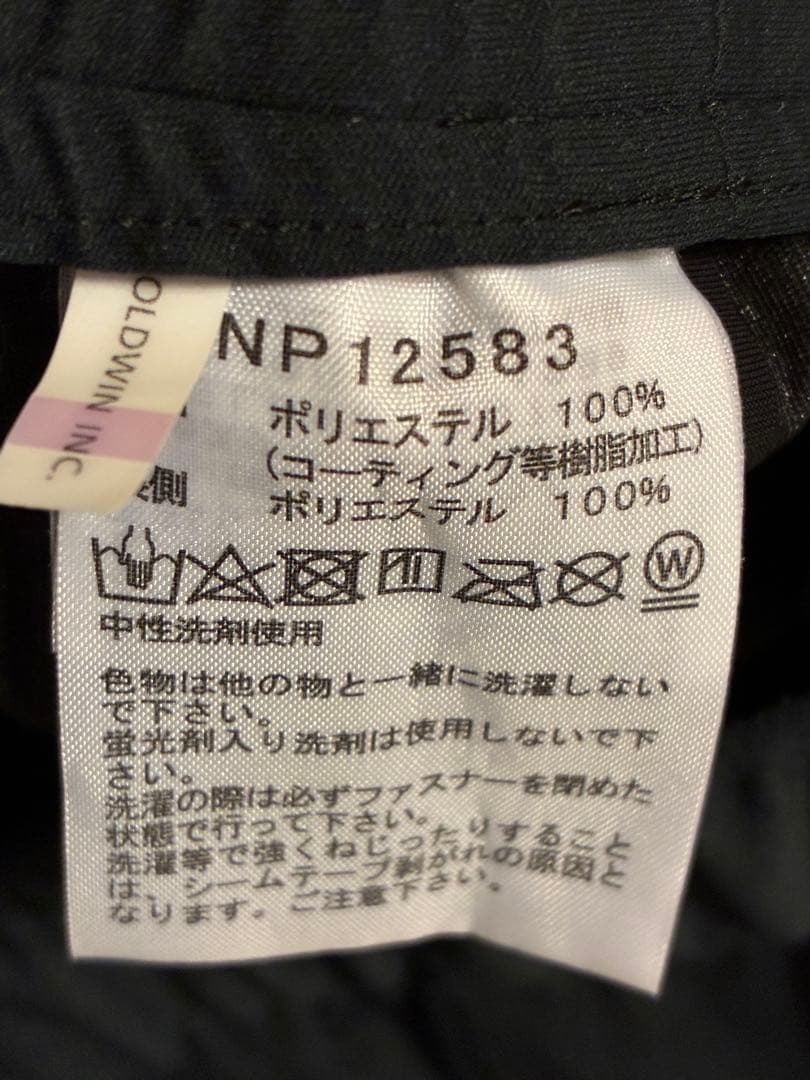 OLDWIN INC.
NP12583
ポリエステル 100%
(コーティング等樹脂加工)
側 ポリエステル 100%
W
中性洗剤使用
色物は他の物と一緒に洗濯しない
で下さい。
蛍光剤入り洗剤は使用しないで下
さい。
洗濯の際は必ずファスナーを閉めた
状態で行って下さい。
洗濯等で強くねじったりすること
は、シームテープ剥がれの原因と
なります。ご注意下さい。